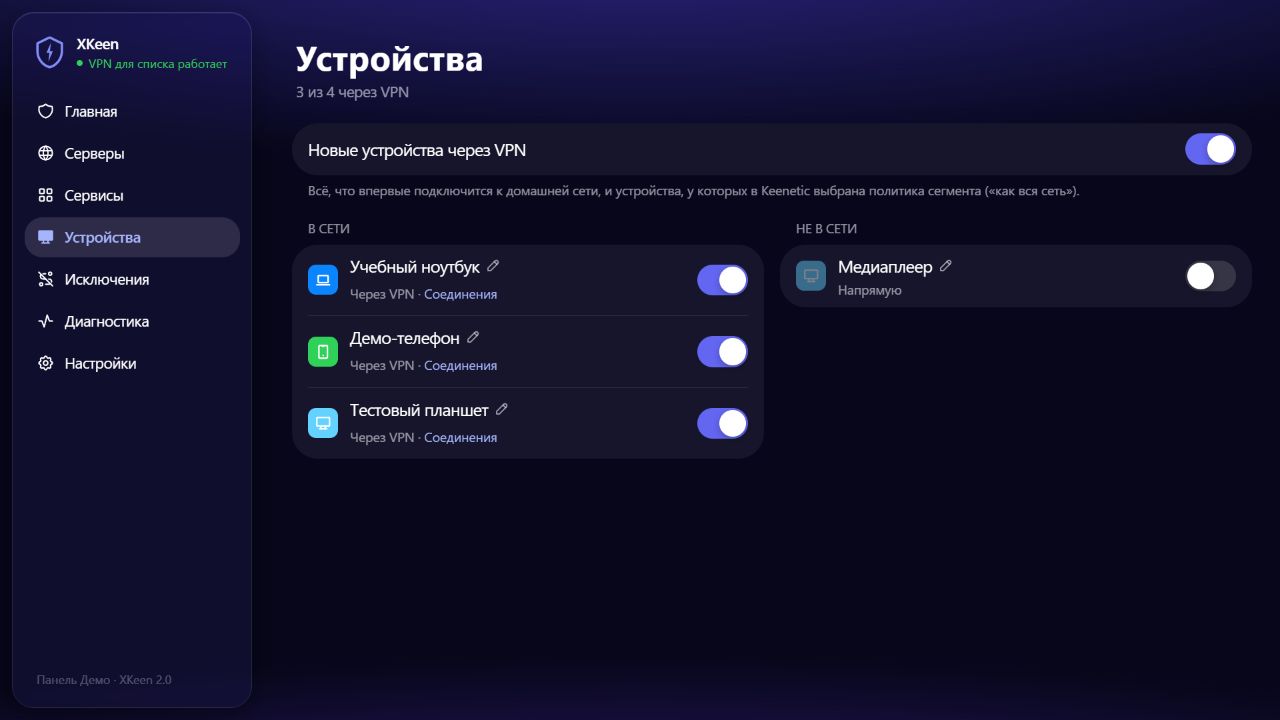 XKeen
VPN для списка работает
Главная
Серверы
Сервисы
Устройства
Исключения
Диагностика
Настройки
Панель Демо · XKeen 2.0
Устройства
3 из 4 через VPN
Новые устройства через VPN
Всё, что впервые подключится к домашней сети, и устройства, у которых в Keenetic выбрана политика сегмента («как вся сеть»).
В СЕТИ
Учебный ноутбук
Через VPN · Соединения
Демо-телефон
Через VPN · Соединения
Тестовый планшет
Через VPN · Соединения
НЕ В СЕТИ
Медиаплеер
Напрямую